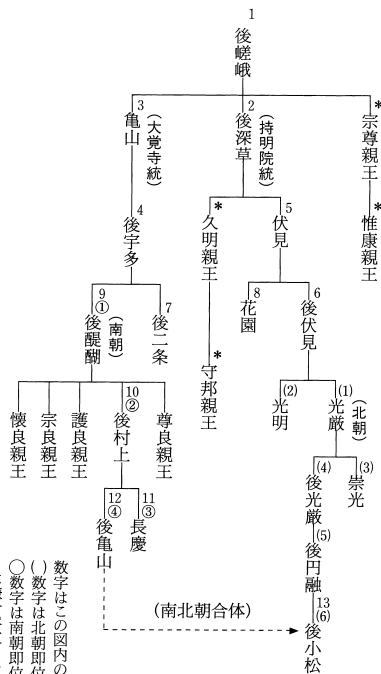 1
後嵯峨
*
宗尊親王
*
惟康親王
2
後深草
(持明院統)
3
亀山
(大覚寺統)
5
伏見
*
久明親王
*
守邦親王
4
後宇多
6
後伏見
8
花園
7
後二条
9
①
後醍醐
(南朝)
(1)
光厳
(北朝)
(2)
光明
(3)
崇光
(4)
後光厳
(5)
後円融
13
(6)
後小松
尊良親王
10
②
後村上
護良親王
宗良親王
懐良親王
11
③
長慶
12
④
後亀山
(南北朝合体)
数字はこの図内の
( )数字は北朝即位
○数字は南朝即位